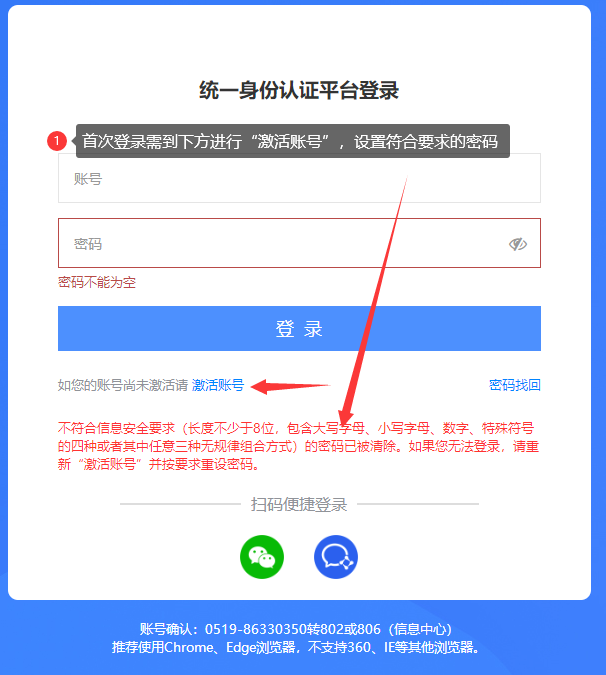 统一身份认证平台登录
1 首次登录需到下方进行“激活账号”，设置符合要求的密码
账号
密码
密码不能为空
登 录
如您的账号尚未激活请 激活账号 密码找回
不符合信息安全要求（长度不少于8位，包含大写字母、小写字母、数字、特殊符号
的四种或者其中任意三种无规律组合方式）的密码已被清除。如果您无法登录，请重
新“激活账号”并按要求重设密码。
扫码便捷登录
账号确认：0519-86330350转802或806（信息中心）
推荐使用Chrome、Edge浏览器，不支持360、IE等其他浏览器。